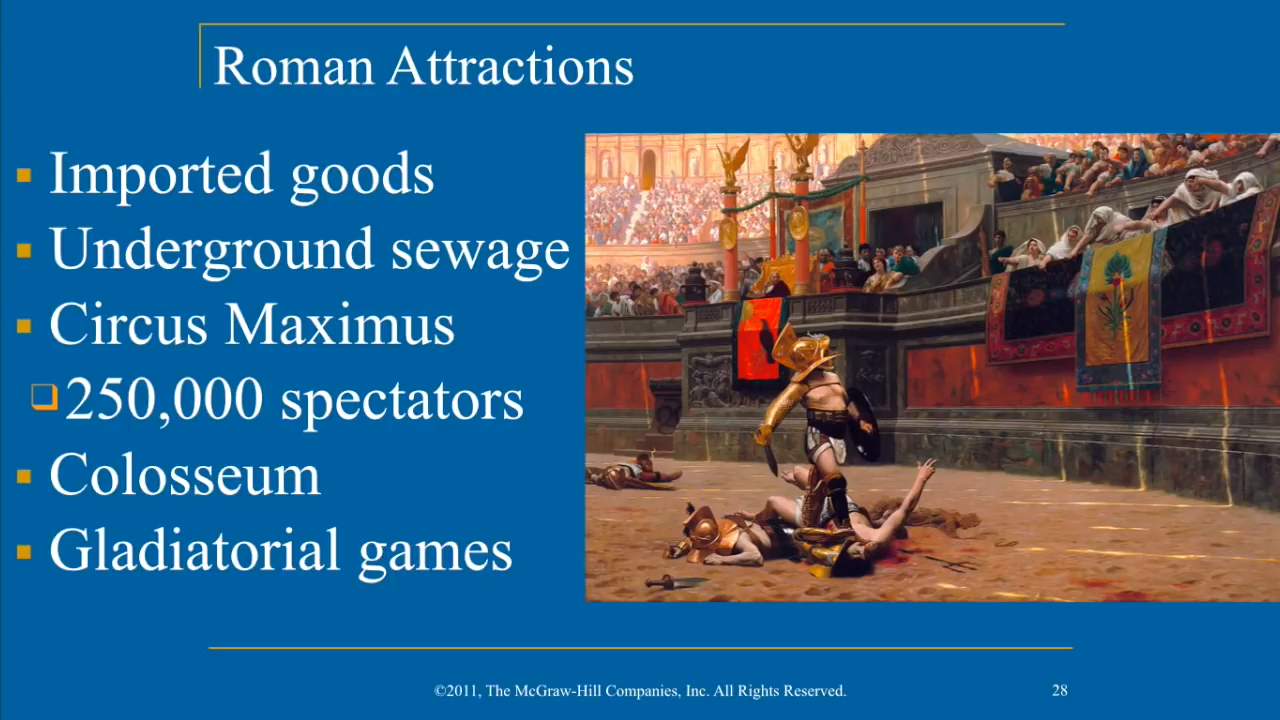 Roman Attractions
Imported goods
Underground sewage
Circus Maximus
250,000 spectators
Colosseum
Gladiatorial games
©2011, The McGraw-Hill Companies, Inc. All Rights Reserved.
28